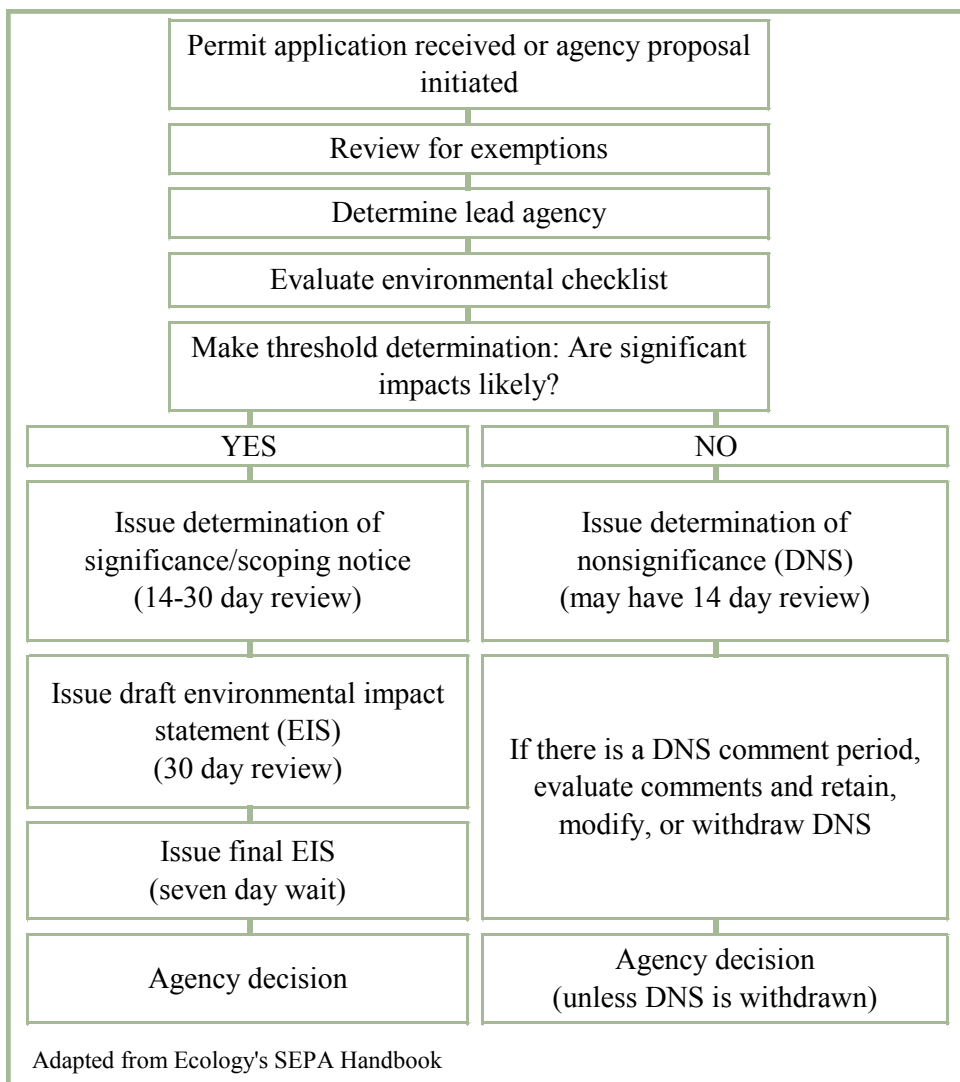 Permit application received or agency proposal
initiated
Review for exemptions
Determine lead agency
Evaluate environmental checklist
Make threshold determination: Are significant
impacts likely?
YES
NO
Issue determination of
significance/scoping notice
(14-30 day review)
Issue determination of
nonsignificance (DNS)
(may have 14 day review)
Issue draft environmental impact
statement (EIS)
(30 day review)
If there is a DNS comment period,
evaluate comments and retain,
modify, or withdraw DNS
Issue final EIS
(seven day wait)
Agency decision
Agency decision
(unless DNS is withdrawn)
Adapted from Ecology's SEPA Handbook